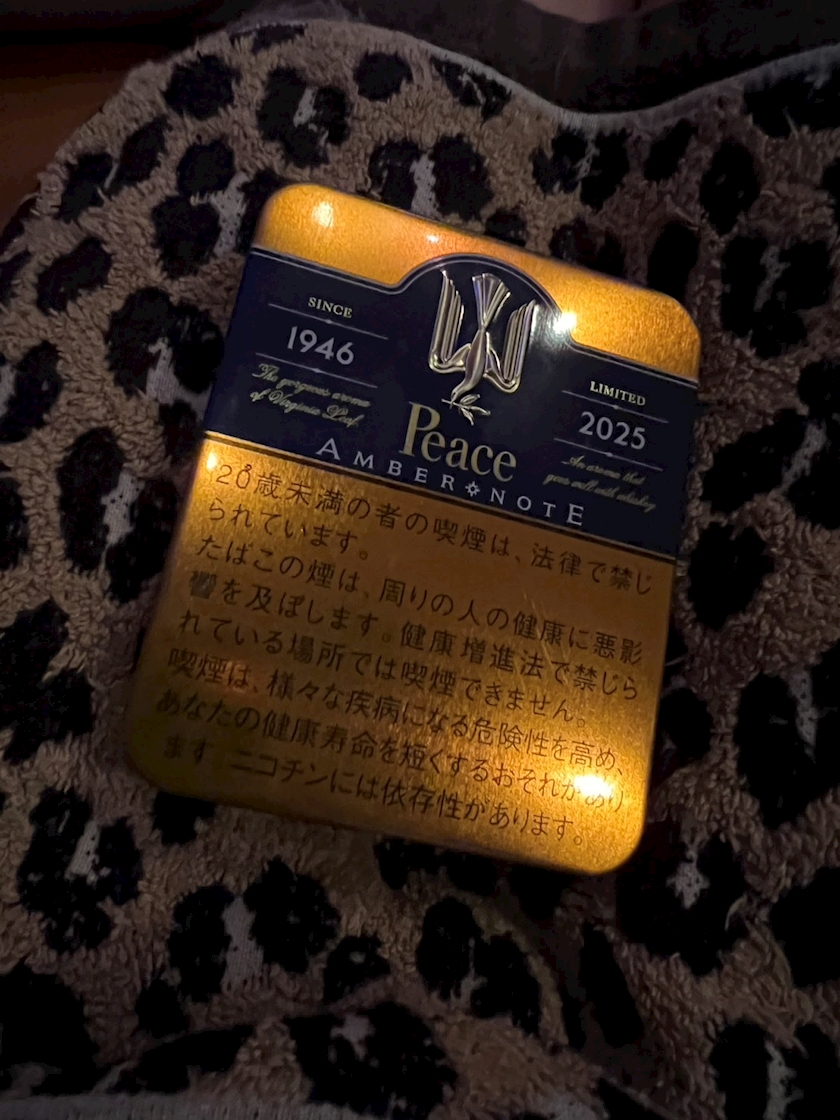 SINCE
1946
The gorgeous aroma
of Virginia Leaf.
LIMITED
2025
An aroma that
goes well with whiskey
Peace
AMBER NOTE
20歳未満の者の喫煙は、法律で禁じ
られています。
たばこの煙は、周りの人の健康に悪影
響を及ぼします。健康増進法で禁じら
れている場所では喫煙できません。
喫煙は、様々な疾病になる危険性を高め、
あなたの健康寿命を短くするおそれがあり
ます。ニコチンには依存性があります。